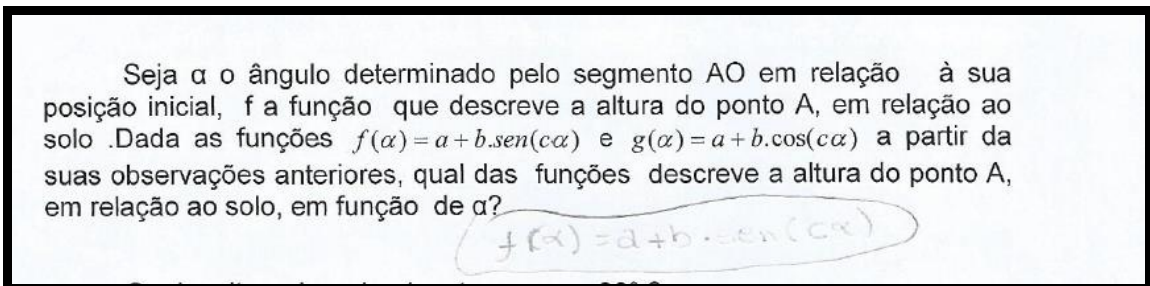 Seja α o ângulo determinado pelo segmento AO em relação à sua
posição inicial, f a função que descreve a altura do ponto A, em relação ao
solo .Dada as funções f(α) = a + b.sen(cα) e g(α) = a + b.cos(cα) a partir da
suas observações anteriores, qual das funções descreve a altura do ponto A,
em relação ao solo, em função de α?
f(α) = a + b . sen(cα)